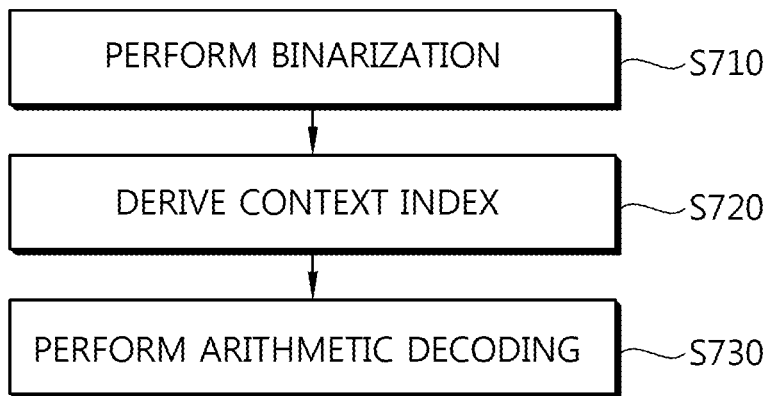 PERFORM BINARIZATION
S710
DERIVE CONTEXT INDEX
S720
PERFORM ARITHMETIC DECODING
S730